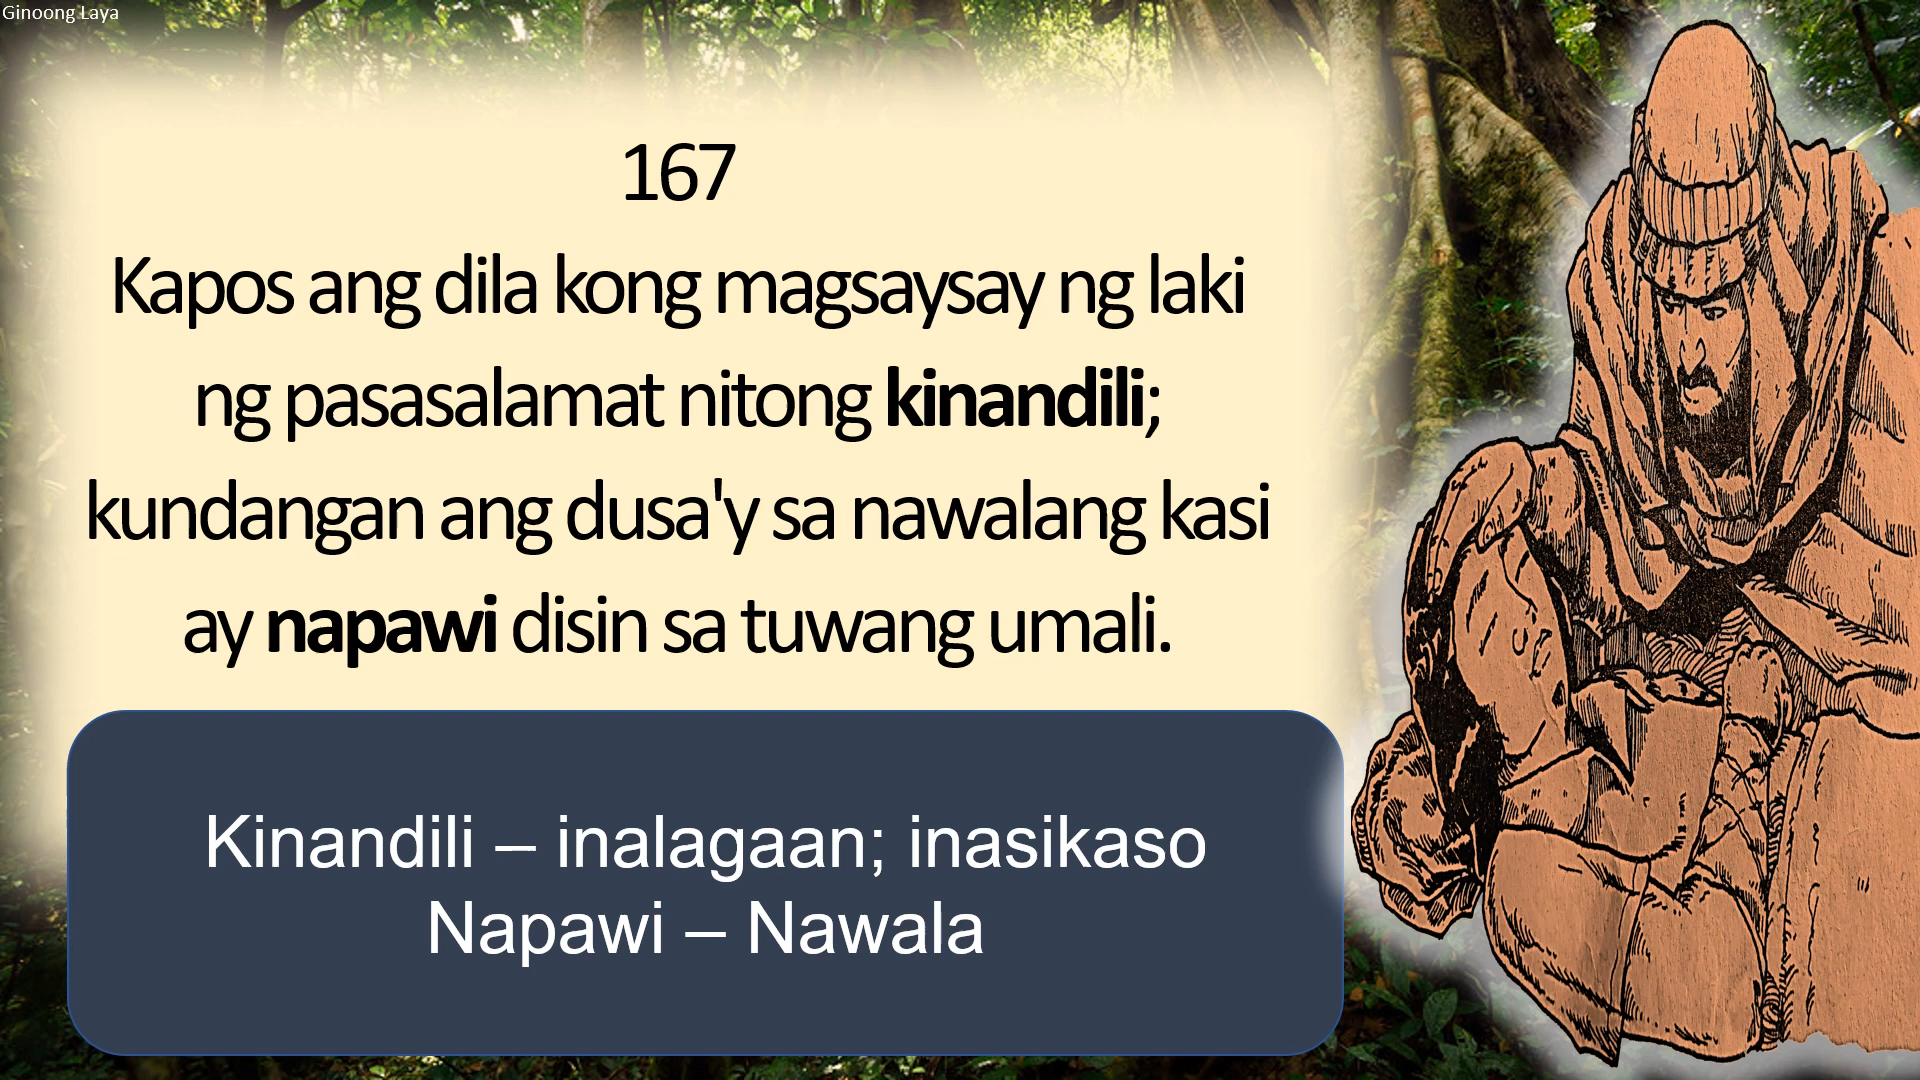 Ginoong Laya
167
Kapos ang dila kong magsaysay ng laki
ng pasasalamat nitong kinandili;
kundangan ang dusa'y sa nawalang kasi
ay napawi disin sa tuwang umali.
Kinandili – inalagaan; inasikaso
Napawi – Nawala